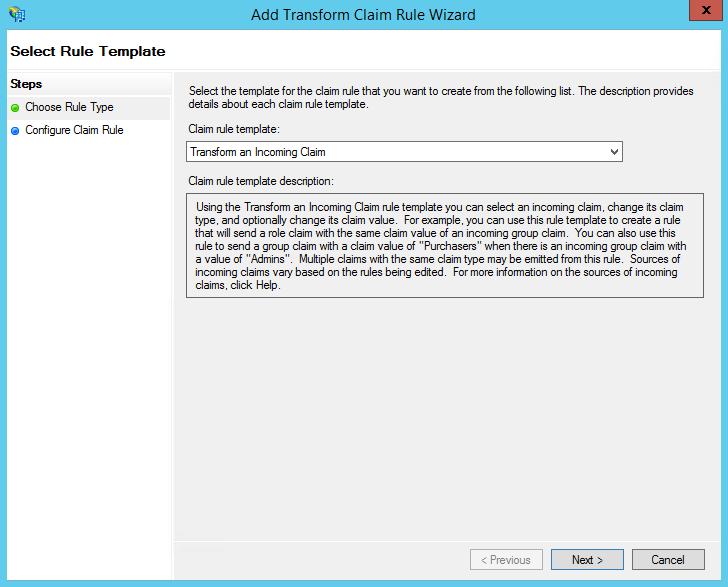 Add Transform Claim Rule Wizard
x
Select Rule Template
Steps
Choose Rule Type
Configure Claim Rule
Select the template for the claim rule that you want to create from the following list. The description provides
details about each claim rule template.
Claim rule template:
Transform an Incoming Claim
Claim rule template description:
Using the Transform an Incoming Claim rule template you can select an incoming claim, change its claim
type, and optionally change its claim value.  For example, you can use this rule template to create a rule
that will send a role claim with the same claim value of an incoming group claim.  You can also use this
rule to send a group claim with a claim value of "Purchasers" when there is an incoming group claim with
a value of "Admins".  Multiple claims with the same claim type may be emitted from this rule.  Sources of
incoming claims vary based on the rules being edited.  For more information on the sources of incoming
claims, click Help.
< Previous
Next >
Cancel